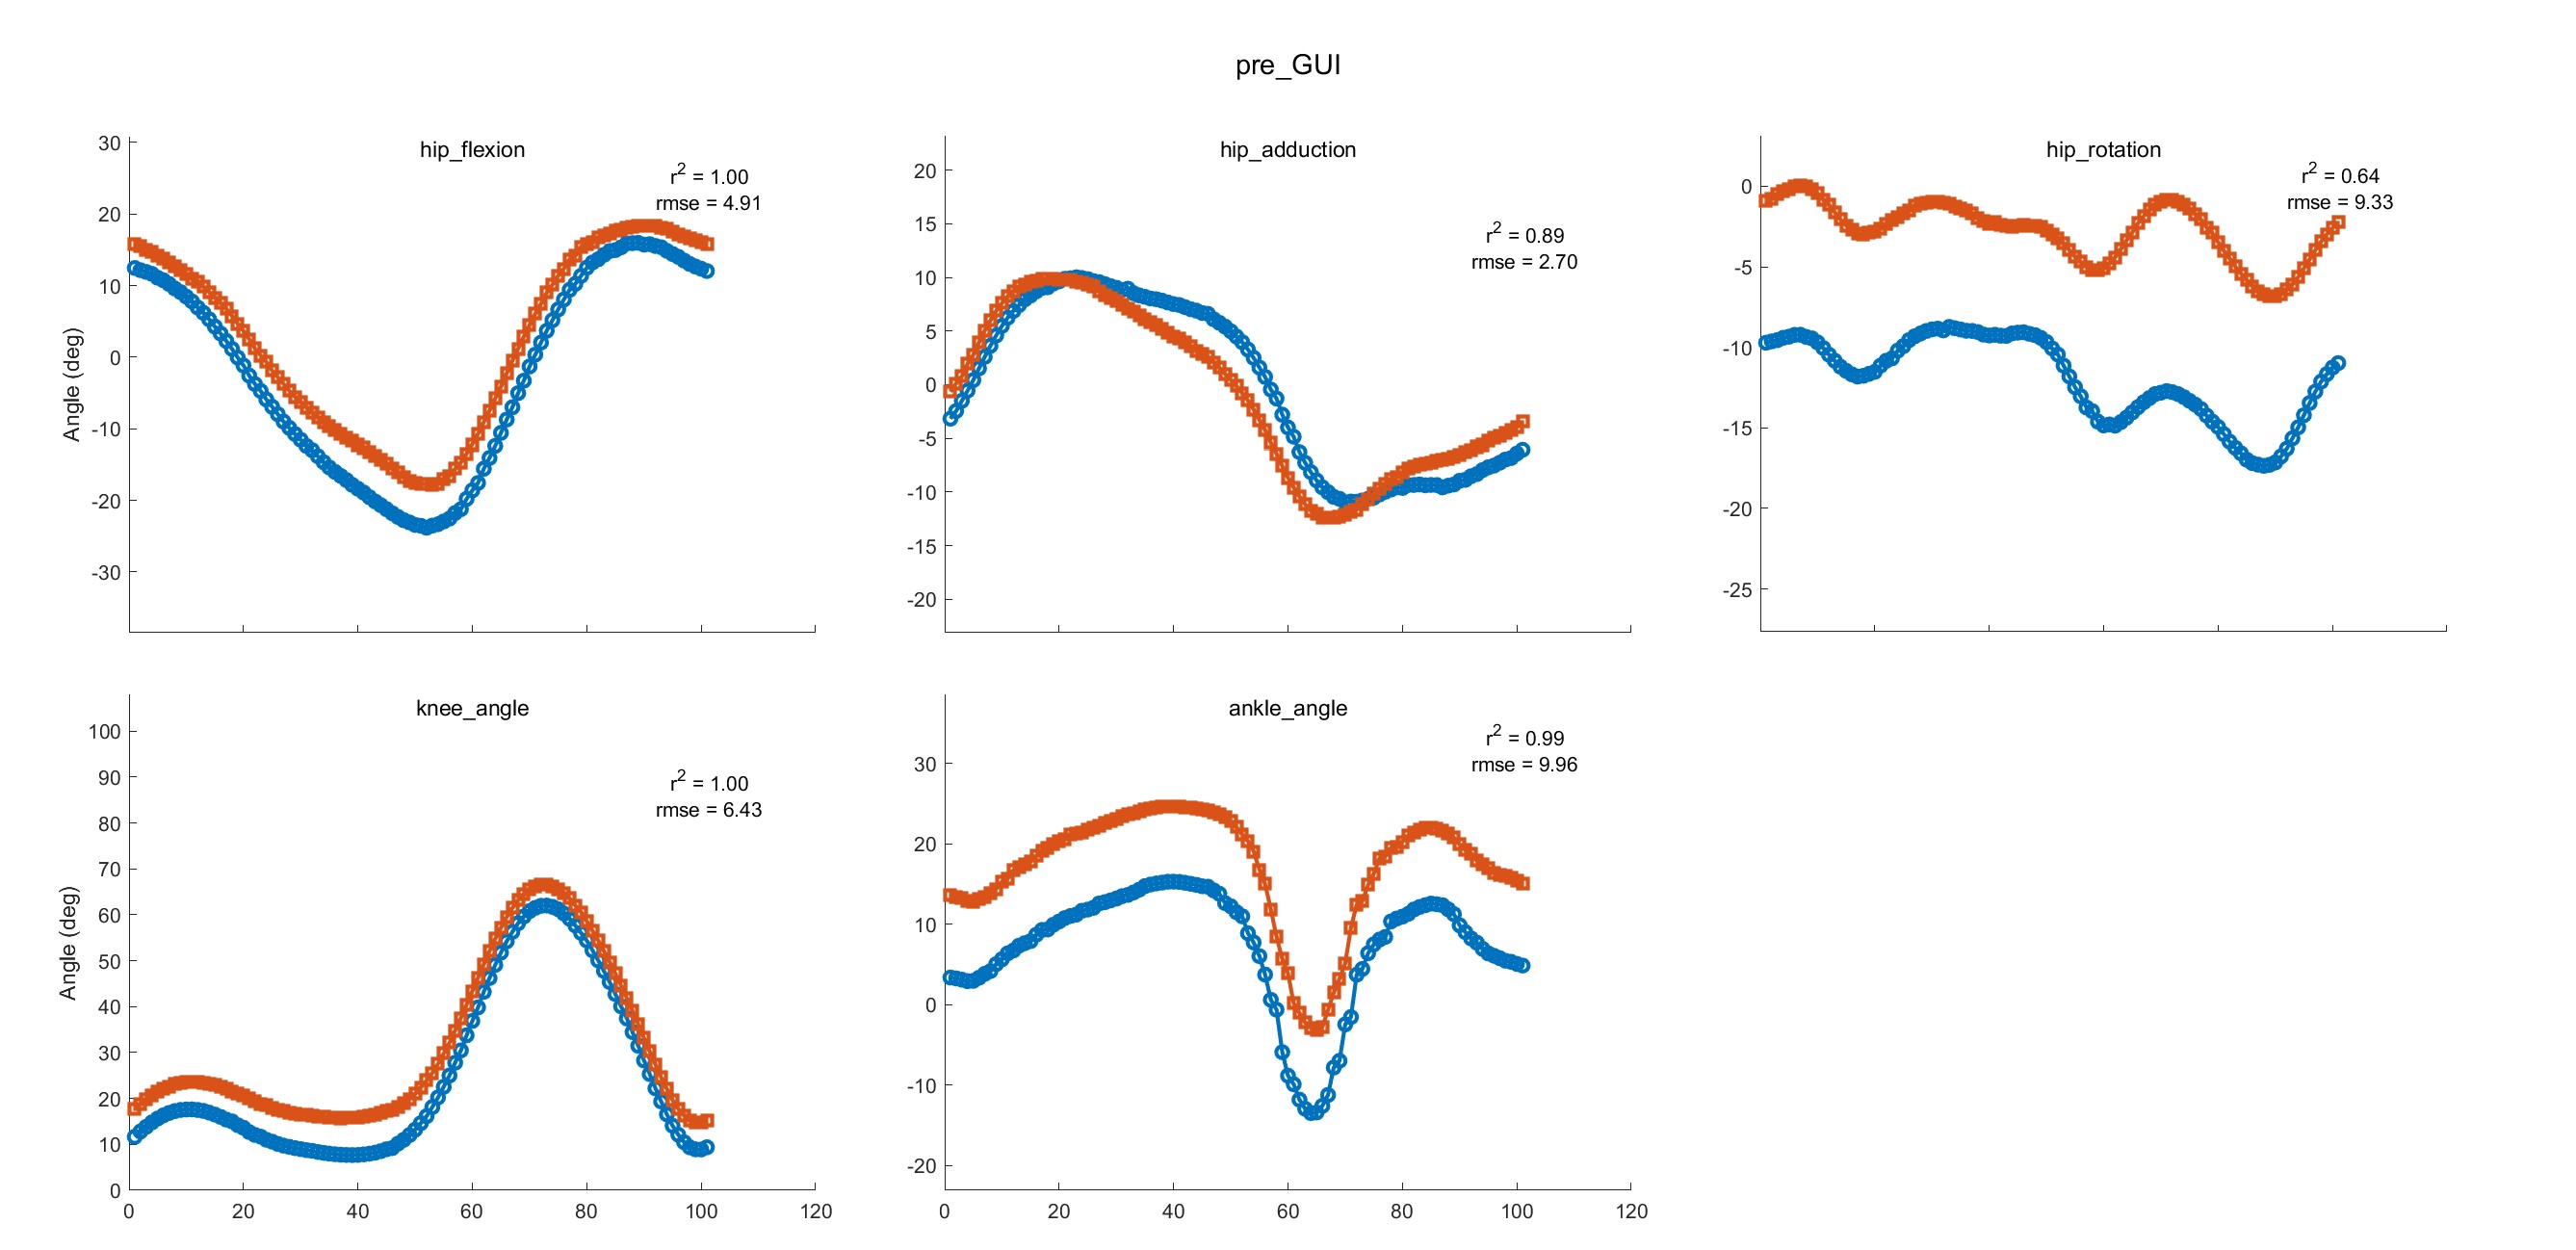 pre_GUI
hip_flexion
r² = 1.00
rmse = 4.91
30
20
10
0
-10
-20
-30
Angle (deg)
hip_adduction
r² = 0.89
rmse = 2.70
20
15
10
5
0
-5
-10
-15
-20
hip_rotation
r² = 0.64
rmse = 9.33
0
-5
-10
-15
-20
-25
knee_angle
r² = 1.00
rmse = 6.43
100
90
80
70
60
50
40
30
20
10
0
Angle (deg)
0 20 40 60 80 100 120
ankle_angle
r² = 0.99
rmse = 9.96
30
20
10
0
-10
-20
0 20 40 60 80 100 120